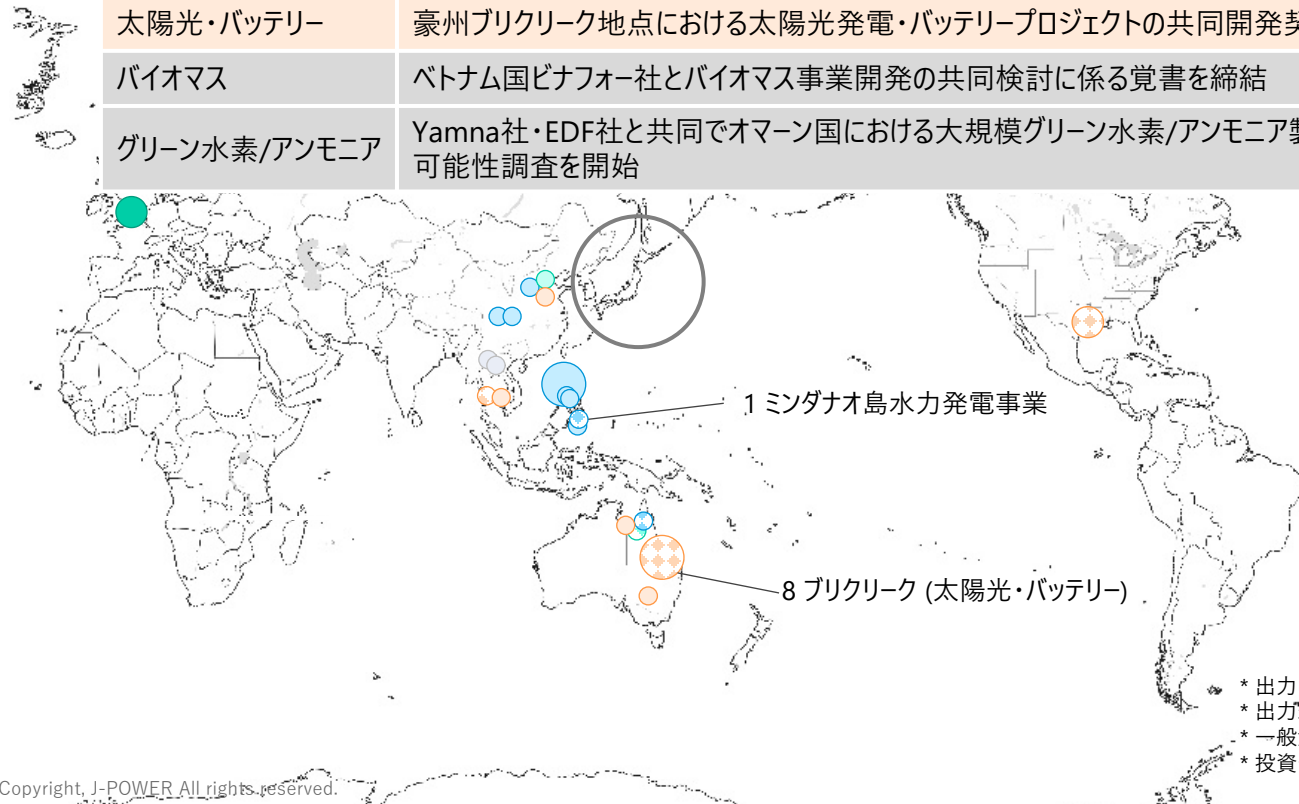 太陽光・バッテリー
豪州ブリクリーク地点における太陽光発電・バッテリープロジェクトの共同開発契
バイオマス
ベトナム国ビナフォー社とバイオマス事業開発の共同検討に係る覚書を締結
グリーン水素/アンモニア
Yamna社・EDF社と共同でオマーン国における大規模グリーン水素/アンモニア製
可能性調査を開始
1 ミンダナオ島水力発電事業
8 ブリクリーク (太陽光・バッテリー)
* 出力
* 出力
* 一般
* 投資
Copyright, J-POWER All rights reserved.